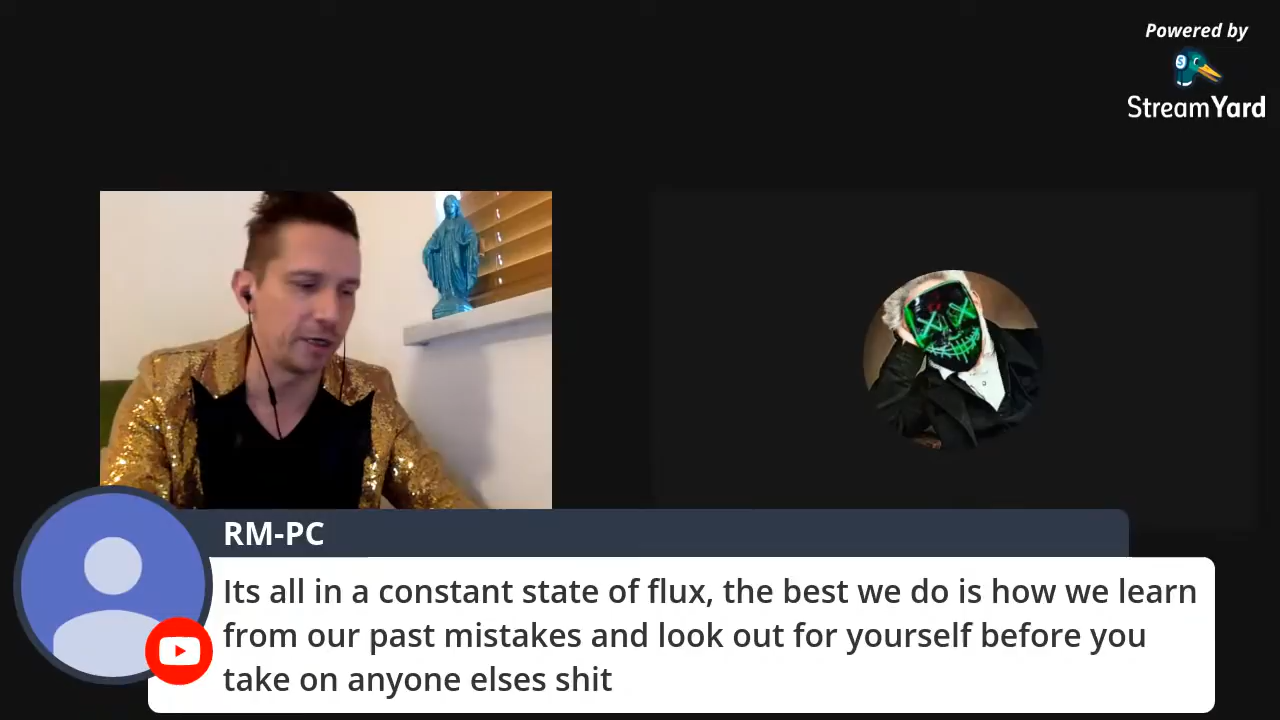 Powered by
StreamYard
RM-PC
Its all in a constant state of flux, the best we do is how we learn
from our past mistakes and look out for yourself before you
take on anyone elses shit